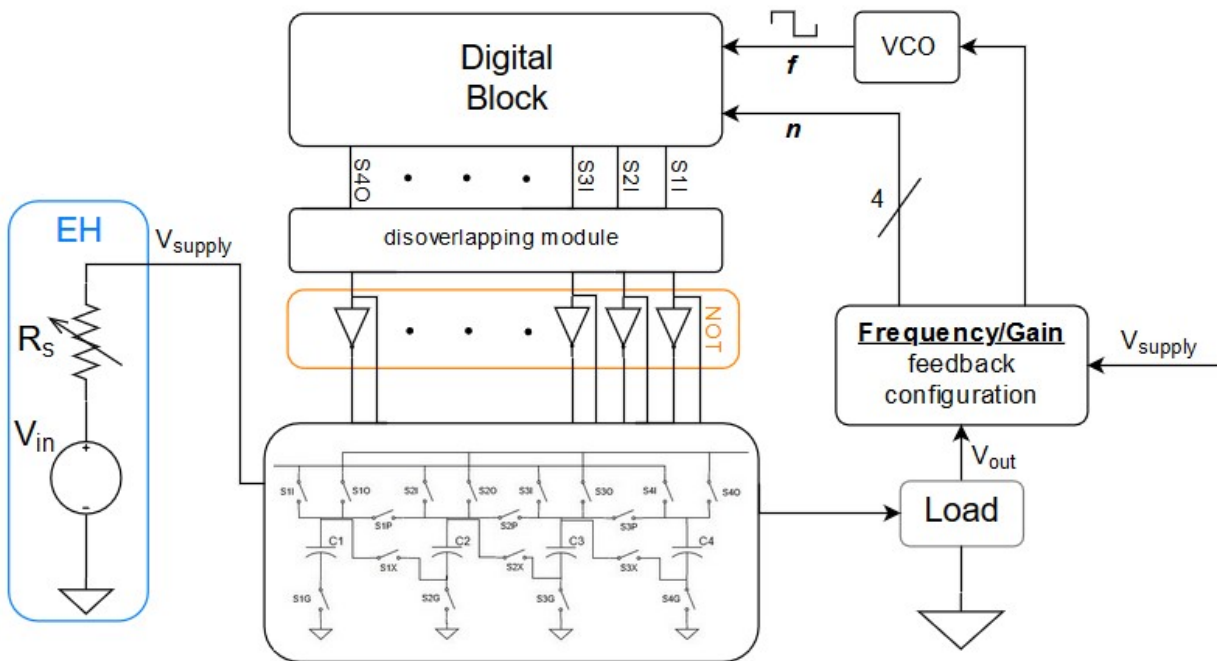 Digital
Block
f
VCO
n
S4O
S3I
S2I
S1I
4
disoverlapping module
EH
Vsupply
NOT
Rs
Vin
+
-
Frequency/Gain
feedback
configuration
Vsupply
Vout
Load
S1I
S1O
S2I
S2O
S3I
S3O
S4I
S4O
S1P
S2P
S3P
C1
C2
C3
C4
S1X
S2X
S3X
S1G
S2G
S3G
S4G